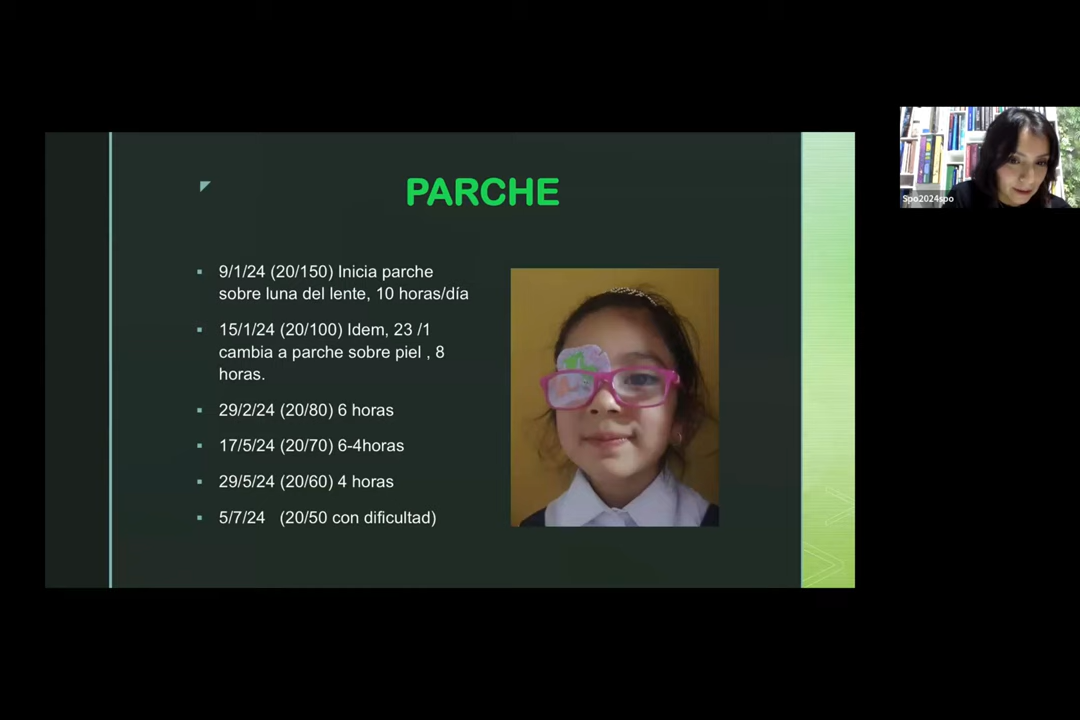 PARCHE
9/1/24 (20/150) Inicia parche
sobre luna del lente, 10 horas/día
15/1/24 (20/100) Idem, 23 /1
cambia a parche sobre piel , 8
horas.
29/2/24 (20/80) 6 horas
17/5/24 (20/70) 6-4horas
29/5/24 (20/60) 4 horas
5/7/24 (20/50 con dificultad)
Spo2024spo